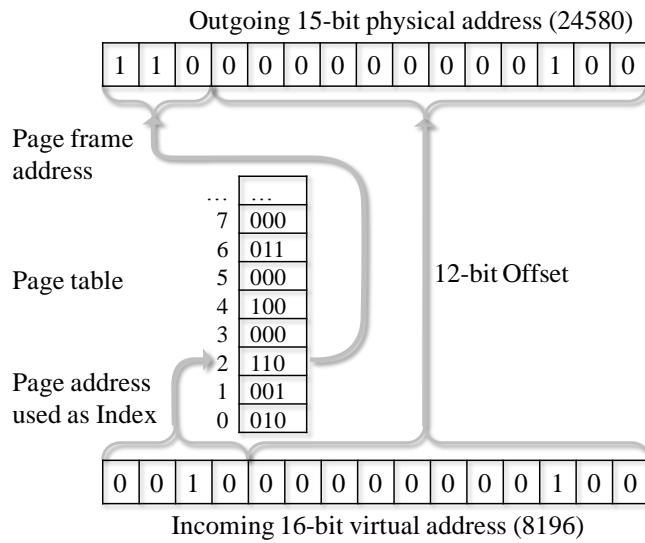 Outgoing 15-bit physical address (24580)
1 1 0 0 0 0 0 0 0 0 0 0 1 0 0
Page frame
address
... ...
7 000
6 011
Page table
5 000
12-bit Offset
4 100
3 000
2 110
Page address
used as Index
1 001
0 010
0 0 1 0 0 0 0 0 0 0 0 0 0 1 0 0
Incoming 16-bit virtual address (8196)